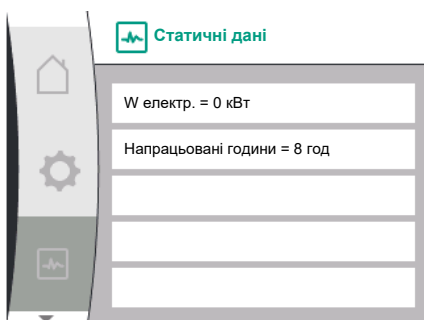 Статичні дані
W електр. = 0 кВт
Напрацьовані години = 8 год